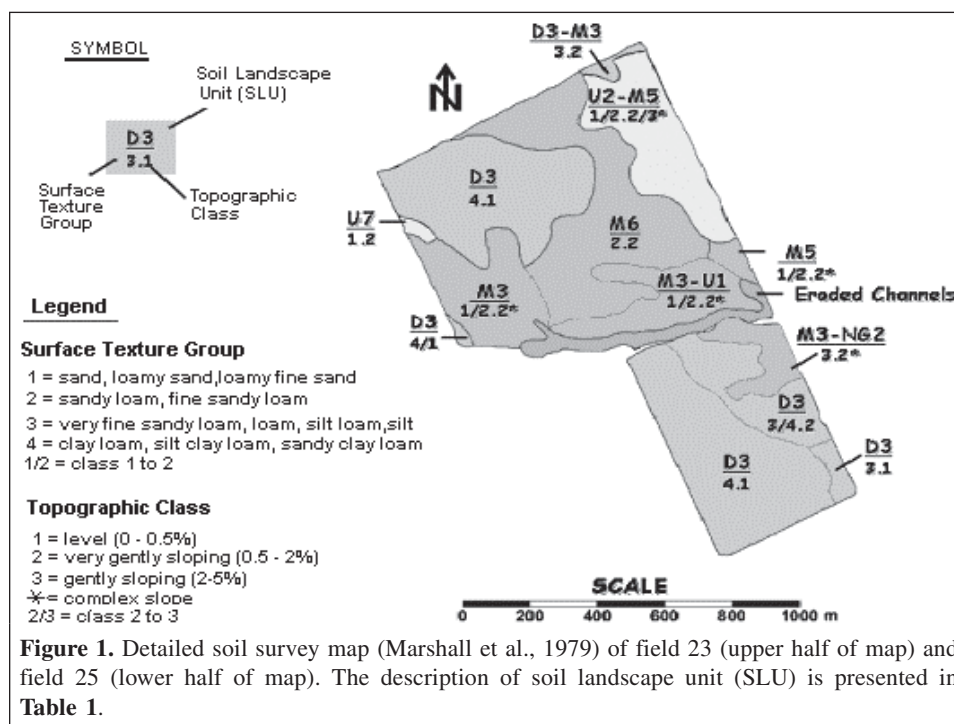 SYMBOL
Soil Landscape
Unit (SLU)
D3
3.1
Surface
Texture
Group
Topographic
Class
Legend
Surface Texture Group
1 = sand, loamy sand,loamy fine sand
2 = sandy loam, fine sandy loam
3 = very fine sandy loam, loam, silt loam,silt
4 = clay loam, silt clay loam, sandy clay loam
1/2 = class 1 to 2
Topographic Class
1 = level (0 - 0.5%)
2 = very gently sloping (0.5 - 2%)
3 = gently sloping (2-5%)
*= complex slope
2/3 = class 2 to 3
N
D3-M3
3.2
U2-M5
1/2.2/3*
D3
4.1
U7
1.2
M6
2.2
M5
1/2.2*
M3-U1
1/2.2*
Eroded Channels
M3
1/2.2*
D3
4/1
M3-NG2
3.2*
D3
3/4.2
D3
3.1
D3
4.1
SCALE
0 200 400 600 800 1000 m
Figure 1. Detailed soil survey map (Marshall et al., 1979) of field 23 (upper half of map) and
field 25 (lower half of map). The description of soil landscape unit (SLU) is presented in
Table 1.